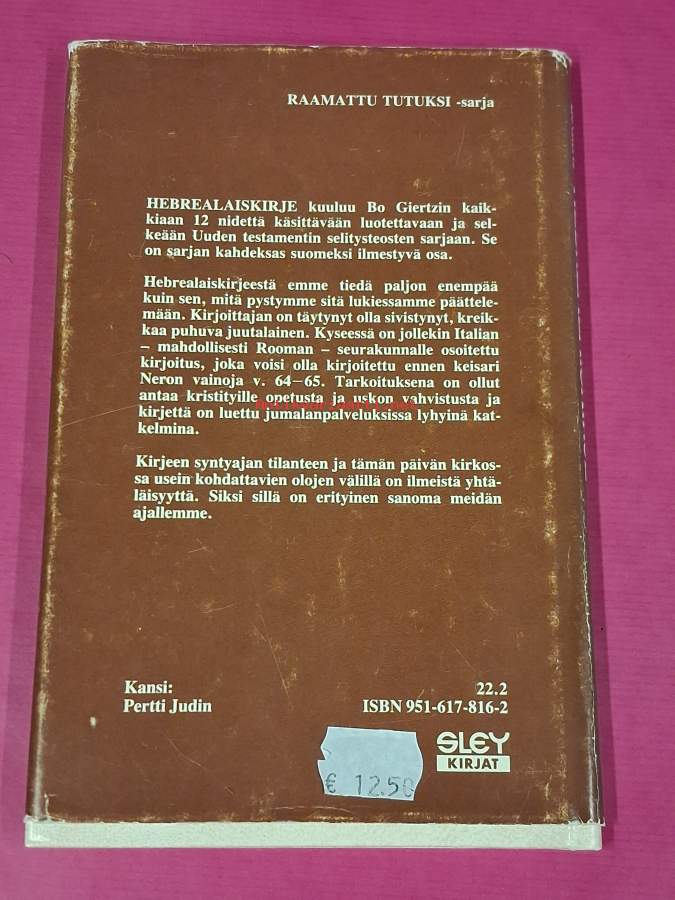 RAAMATTU TUTUKSI -sarja
HEBREALAISKIRJE kuuluu Bo Giertzin kaik-
kiaan 12 nidettä käsittävään luotettavaan ja sel-
keään Uuden testamentin selitysteosten sarjaan. Se
on sarjan kahdeksas suomeksi ilmestyvä osa.
Hebrealaiskirjeestä emme tiedä paljon enempää
kuin sen, mitä pystymme sitä lukiessamme päättele-
mään. Kirjoittajan on täytynyt olla sivistynyt, kreik-
kaa puhuva juutalainen. Kyseessä on jollekin Italian
– mahdollisesti Rooman – seurakunnalle osoitettu
kirjoitus, joka voisi olla kirjoitettu ennen keisari
Neron vainoja v. 64–65. Tarkoituksena on ollut
antaa kristityille opetusta ja uskon vahvistusta ja
kirjettä on luettu jumalanpalveluksissa lyhyinä kat-
kelmina.
Kirjeen syntyajan tilanteen ja tämän päivän kirkos-
sa usein kohdattavien olojen välillä on ilmeistä yhtä-
läisyyttä. Siksi sillä on erityinen sanoma meidän
ajallemme.
Kansi:
Pertti Judin
22.2
ISBN 951-617-816-2
SLEY
KIRJAT
€ 12.50